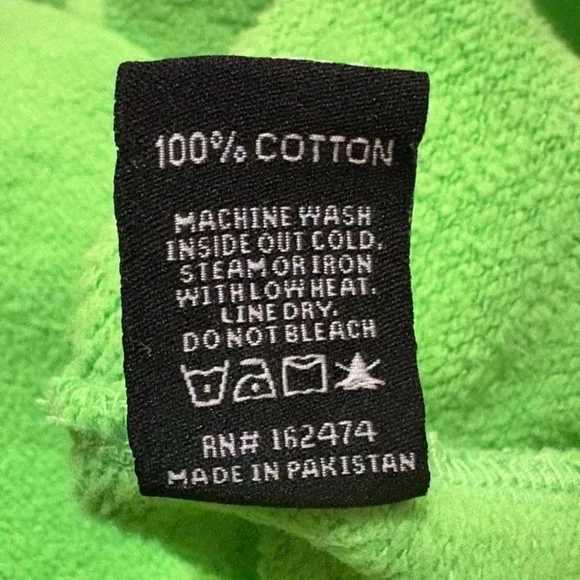 100% COTTON
MACHINE WASH
INSIDE OUT COLD.
STEAM OR IRON
WITH LOW HEAT.
LINE DRY.
DO NOT BLEACH
RN# 162474
MADE IN PAKISTAN